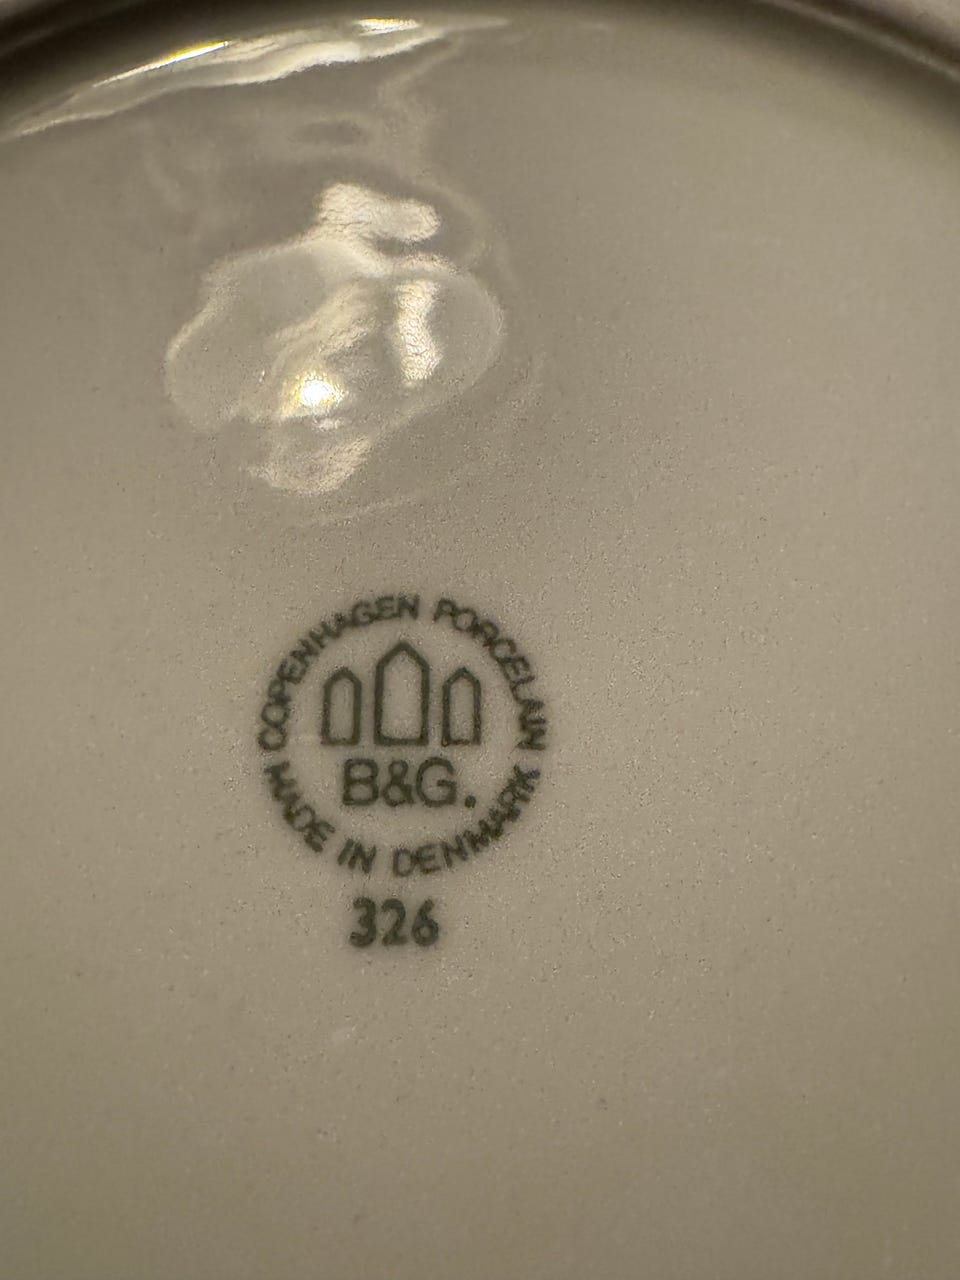 COPENHAGEN PORCELAIN
B&G.
MADE IN DENMARK
326